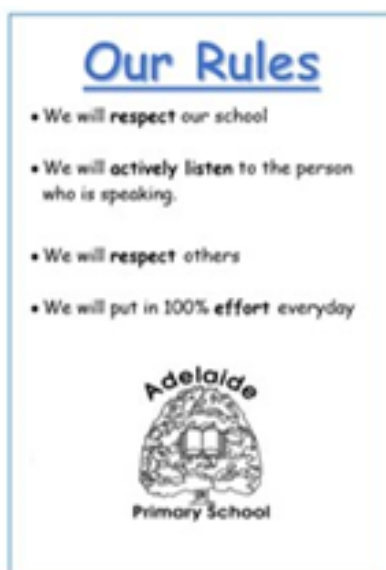 Our Rules
• We will respect our school
• We will actively listen to the person
who is speaking.
• We will respect others
• We will put in 100% effort everyday
Adelaide
Primary School